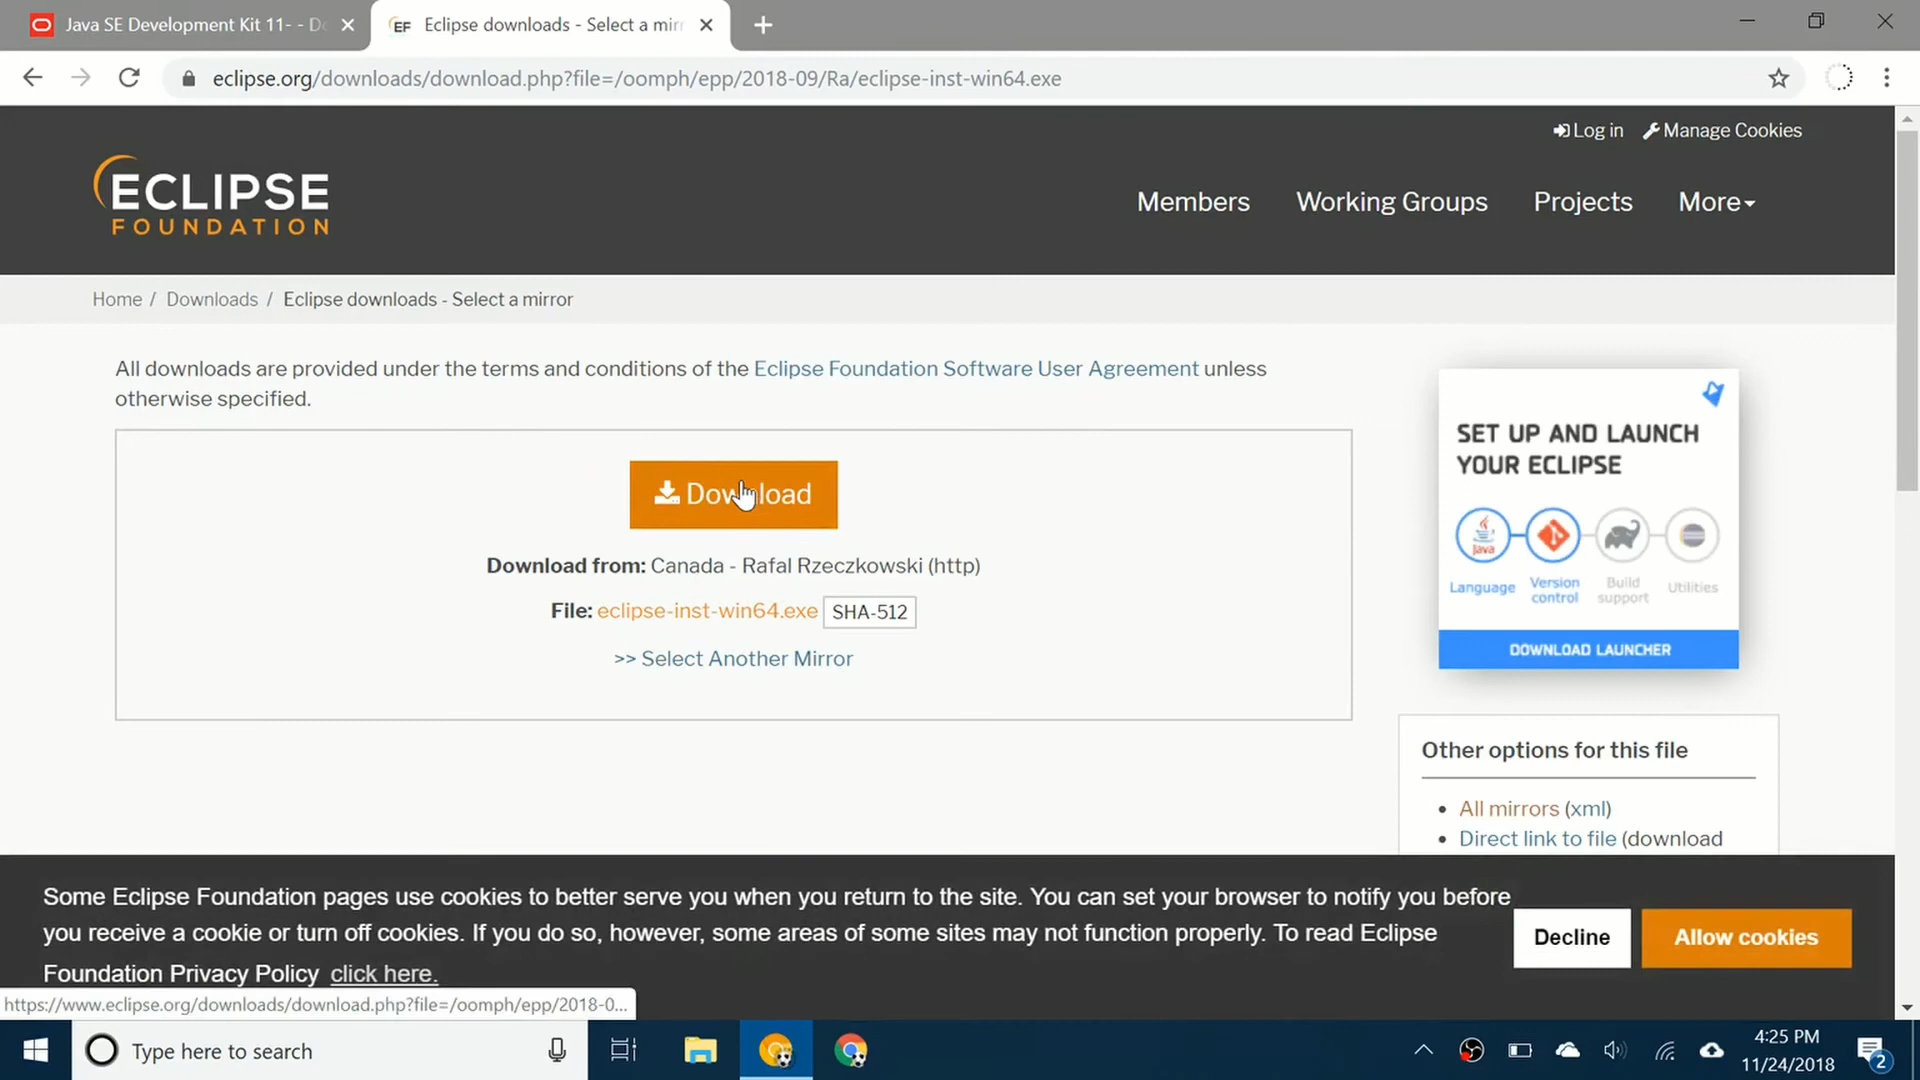 Java SE Development Kit 11- - Do
EF Eclipse downloads - Select a mirr
eclipse.org/downloads/download.php?file=/oomph/epp/2018-09/Ra/eclipse-inst-win64.exe
Log in Manage Cookies
ECLIPSE
FOUNDATION
Members Working Groups Projects More
Home / Downloads / Eclipse downloads - Select a mirror
All downloads are provided under the terms and conditions of the Eclipse Foundation Software User Agreement unless
otherwise specified.
Download
Download from: Canada - Rafal Rzeczkowski (http)
File: eclipse-inst-win64.exe SHA-512
>> Select Another Mirror
SET UP AND LAUNCH
YOUR ECLIPSE
Java
Language Version control Build support Utilities
DOWNLOAD LAUNCHER
Other options for this file
• All mirrors (xml)
• Direct link to file (download
Some Eclipse Foundation pages use cookies to better serve you when you return to the site. You can set your browser to notify you before
you receive a cookie or turn off cookies. If you do so, however, some areas of some sites may not function properly. To read Eclipse
Foundation Privacy Policy click here.
Decline Allow cookies
https://www.eclipse.org/downloads/download.php?file=/oomph/epp/2018-0...
Type here to search
4:25 PM
11/24/2018
2